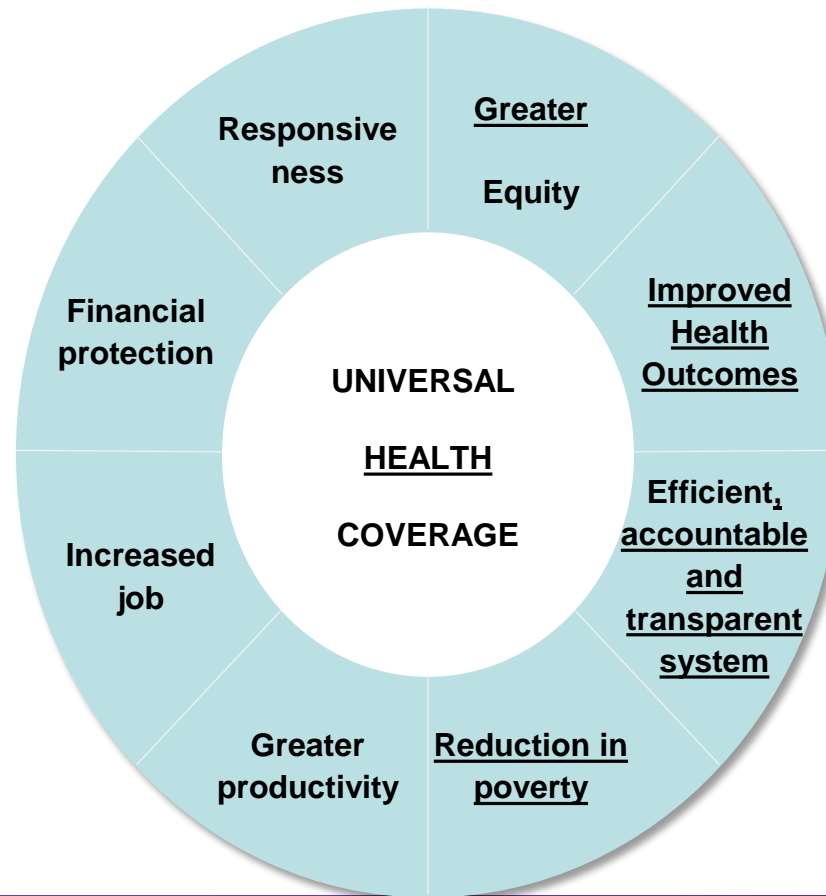 UNIVERSAL
HEALTH
COVERAGE
Greater
Equity
Improved
Health
Outcomes
Efficient,
accountable
and
transparent
system
Reduction in
poverty
Greater
productivity
Increased
job
Financial
protection
Responsive
ness